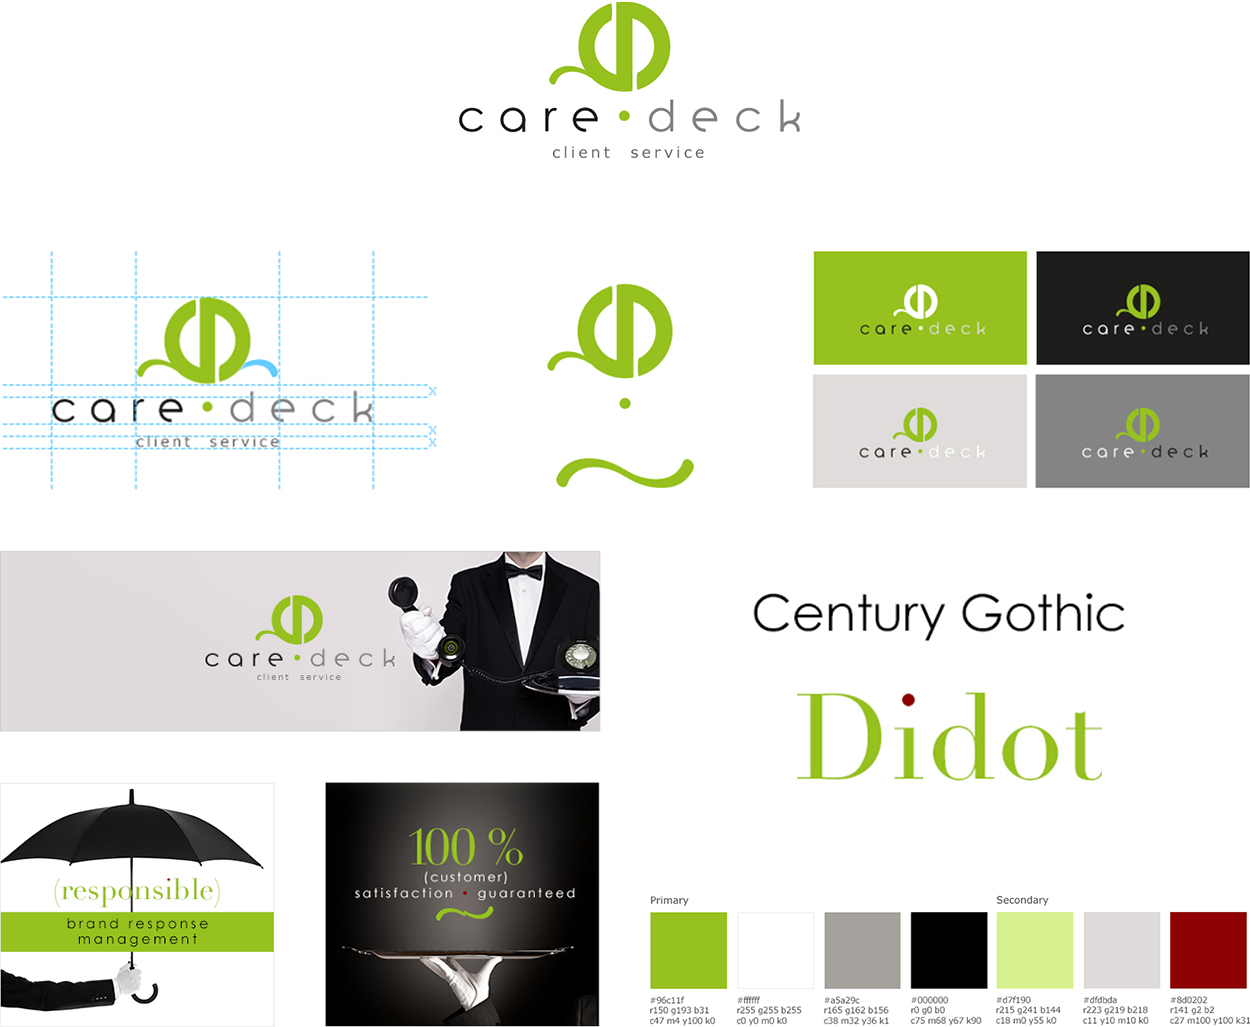 care • deck
client service
care • deck
client service
x
x
x
care • deck
care • deck
care • deck
care • deck
care • deck
client service
Century Gothic
Didot
(responsible)
brand response
management
100 %
(customer)
satisfaction • guaranteed
Primary
Secondary
#96c11f
r150 g193 b31
c47 m4 y100 k0
#ffffff
r255 g255 b255
c0 y0 m0 k0
#a5a29c
r165 g162 b156
c38 m32 y36 k1
#000000
r0 g0 b0
c75 m68 y67 k90
#d7f190
r215 g241 b144
c18 m0 y55 k0
#dfdbda
r223 g219 b218
c11 y10 m10 k0
#8d0202
r141 g2 b2
c27 m100 y100 k31